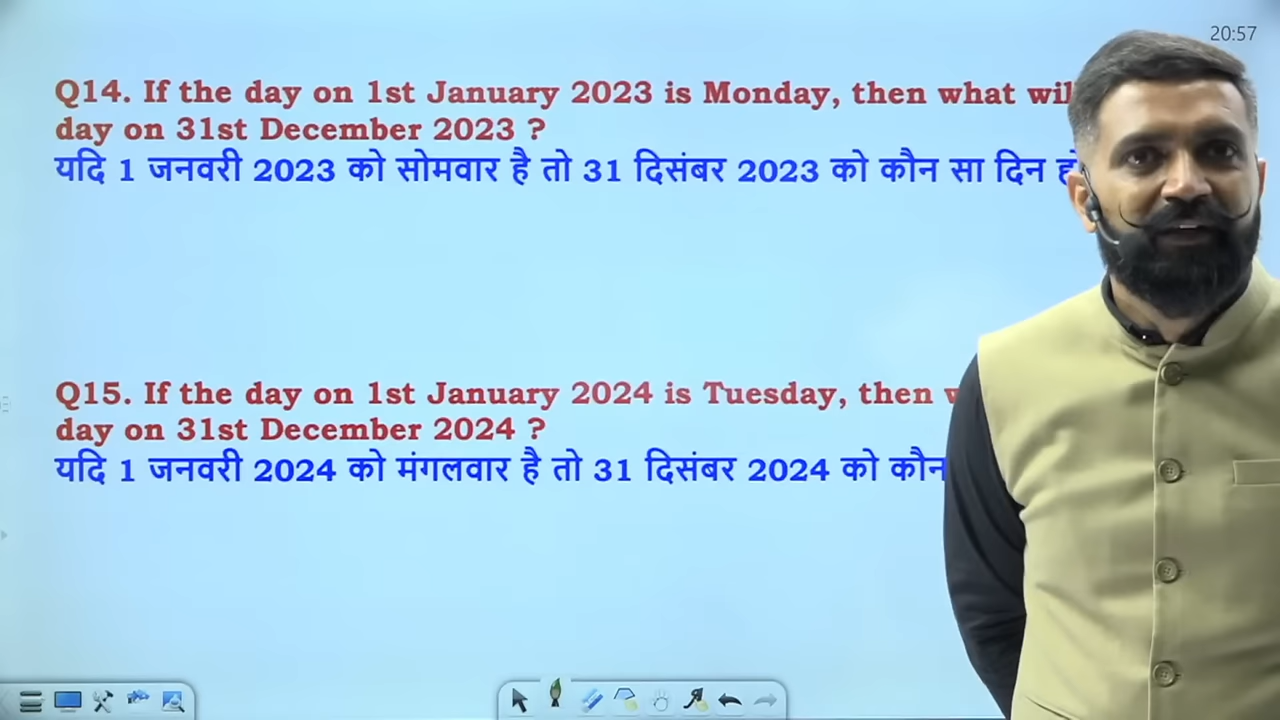 20:57
Q14. If the day on 1st January 2023 is Monday, then what
day on 31st December 2023 ?
यदि 1 जनवरी 2023 को सोमवार है तो 31 दिसंबर 2023 को कौन सा दिन
Q15. If the day on 1st January 2024 is Tuesday, then
day on 31st December 2024 ?
यदि 1 जनवरी 2024 को मंगलवार है तो 31 दिसंबर 2024 को कौन